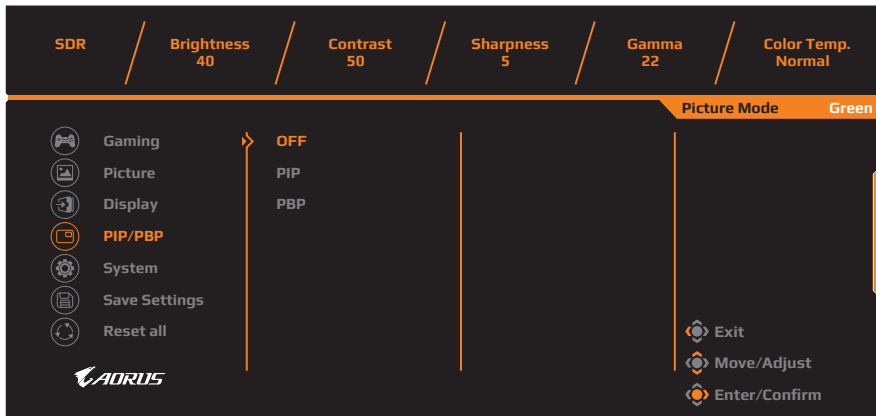 SDR Brightness Contrast Sharpness Gamma Color Temp.
40 50 5 22 Normal
Picture Mode Green
Gaming OFF
Picture PIP
Display PBP
PIP/PBP
System
Save Settings
Reset all Exit
Move/Adjust
AORUS
Enter/Confirm